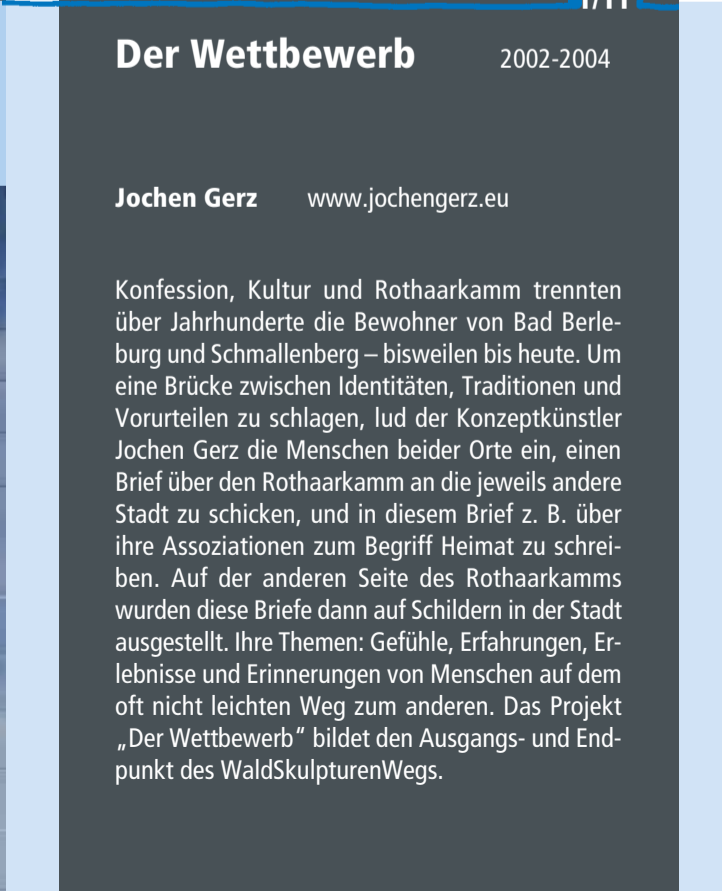 Der Wettbewerb 2002-2004
Jochen Gerz www.jochengerz.eu
Konfession, Kultur und Rothaarkamm trennten
über Jahrhunderte die Bewohner von Bad Berle-
burg und Schmallenberg – bisweilen bis heute. Um
eine Brücke zwischen Identitäten, Traditionen und
Vorurteilen zu schlagen, lud der Konzeptkünstler
Jochen Gerz die Menschen beider Orte ein, einen
Brief über den Rothaarkamm an die jeweils andere
Stadt zu schicken, und in diesem Brief z. B. über
ihre Assoziationen zum Begriff Heimat zu schrei-
ben. Auf der anderen Seite des Rothaarkamms
wurden diese Briefe dann auf Schildern in der Stadt
ausgestellt. Ihre Themen: Gefühle, Erfahrungen, Er-
lebnisse und Erinnerungen von Menschen auf dem
oft nicht leichten Weg zum anderen. Das Projekt
„Der Wettbewerb“ bildet den Ausgangs- und End-
punkt des WaldSkulpturenWegs.